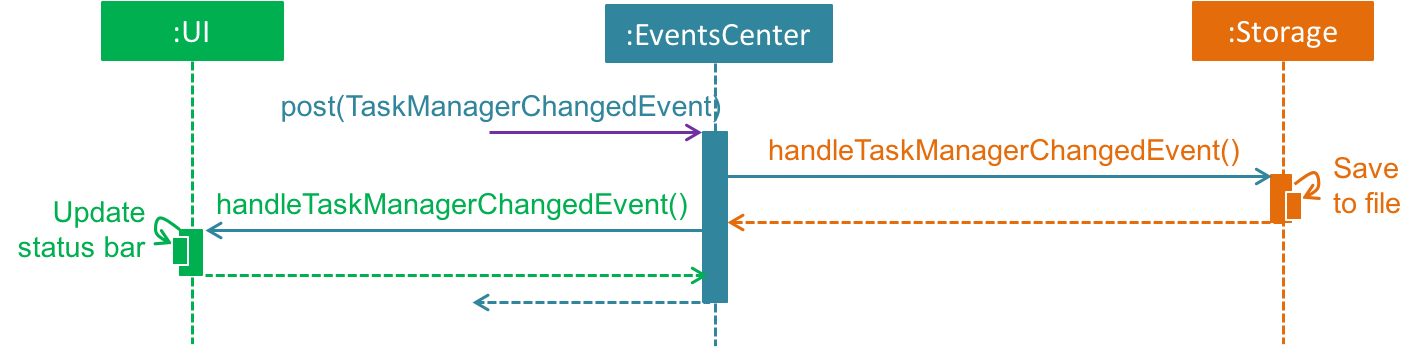 :UI
:EventsCenter
:Storage
post(TaskManagerChangedEvent)
handleTaskManagerChangedEvent()
Save
to file
handleTaskManagerChangedEvent()
Update
status bar